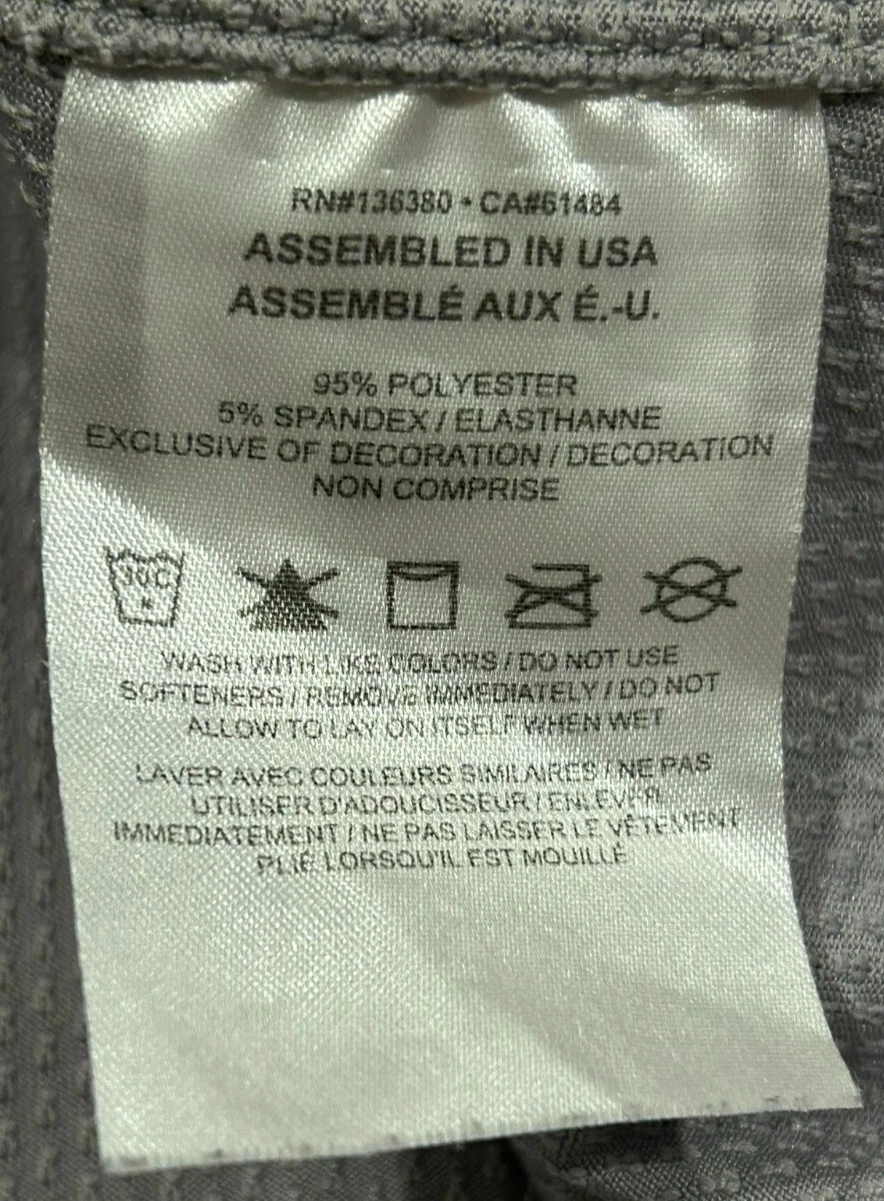 RN#136380 • CA#61484
ASSEMBLED IN USA
ASSEMBLÉ AUX É.-U.
95% POLYESTER
5% SPANDEX / ELASTHANNE
EXCLUSIVE OF DECORATION / DECORATION
NON COMPRISE
30C
WASH WITH LIKE COLORS / DO NOT USE
SOFTENERS / REMOVE IMMEDIATELY / DO NOT
ALLOW TO LAY ON ITSELF WHEN WET
LAVER AVEC COULEURS SIMILAIRES / NE PAS
UTILISER D'ADOUCISSEUR / ENLEVER
IMMEDIATEMENT / NE PAS LAISSER LE VÊTEMENT
PLIÉ LORSQU'IL EST MOUILLÉ